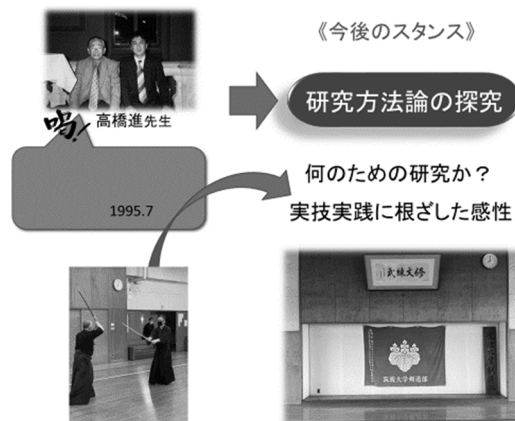 《今後のスタンス》
研究方法論の探究
喝!
高橋進先生
1995.7
何のための研究か？
実技実践に根ざした感性
修文練武
筑波大学剣道部